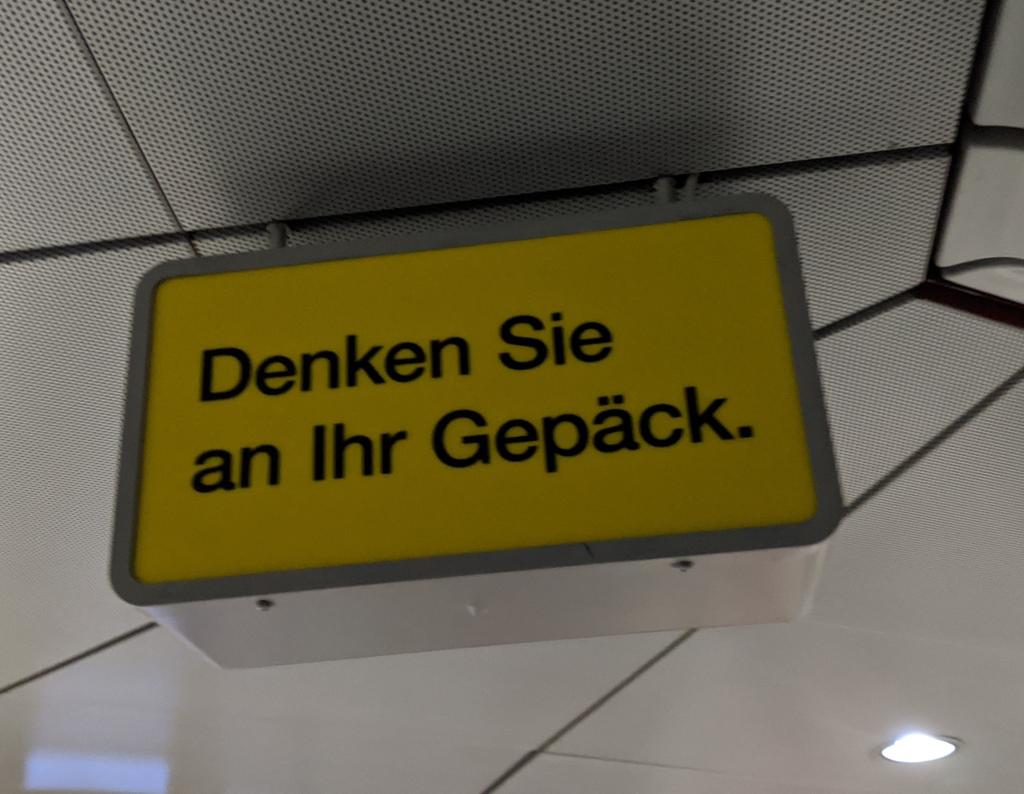 Denken Sie
an Ihr Gepäck.